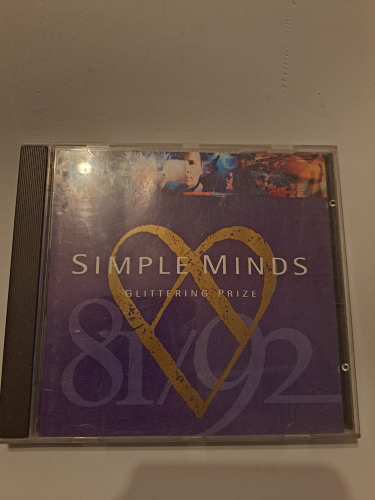 SIMPLE MINDS
GLITTERING PRIZE
81/92